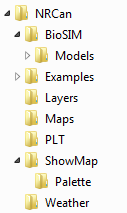 NRCan
BioSIM
Models
Examples
Layers
Maps
PLT
ShowMap
Palette
Weather